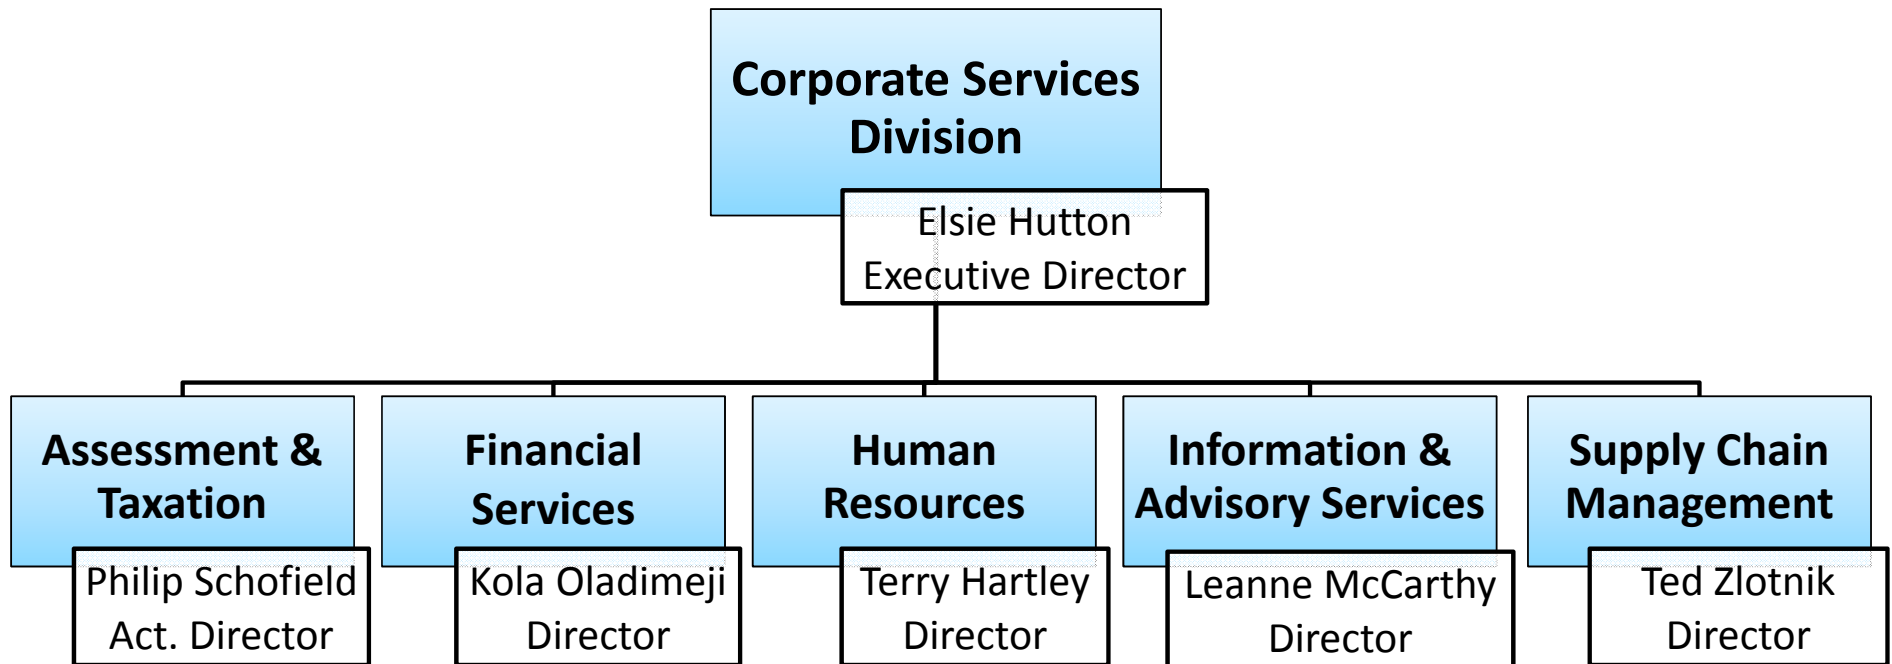 Corporate Services
Division
Elsie Hutton
Executive Director
Assessment &
Taxation
Philip Schofield
Act. Director
Financial
Services
Kola Oladimeji
Director
Human
Resources
Terry Hartley
Director
Information &
Advisory Services
Leanne McCarthy
Director
Supply Chain
Management
Ted Zlotnik
Director